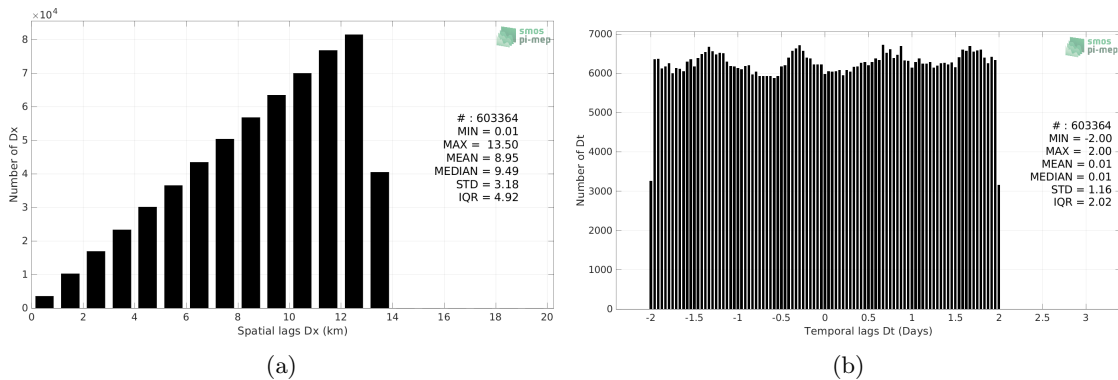 ×10⁴
8
7
6
5
4
3
2
1
0
Number of Dx
0 2 4 6 8 10 12 14 16 18 20
Spatial lags Dx (km)
smos
pi-mep
# : 603364
MIN = 0.01
MAX = 13.50
MEAN = 8.95
MEDIAN = 9.49
STD = 3.18
IQR = 4.92
(a)
7000
6000
5000
4000
3000
2000
1000
0
Number of Dt
-2 -1.5 -1 -0.5 0 0.5 1 1.5 2 2.5 3
Temporal lags Dt (Days)
smos
pi-mep
# : 603364
MIN = -2.00
MAX = 2.00
MEAN = 0.01
MEDIAN = 0.01
STD = 1.16
IQR = 2.02
(b)